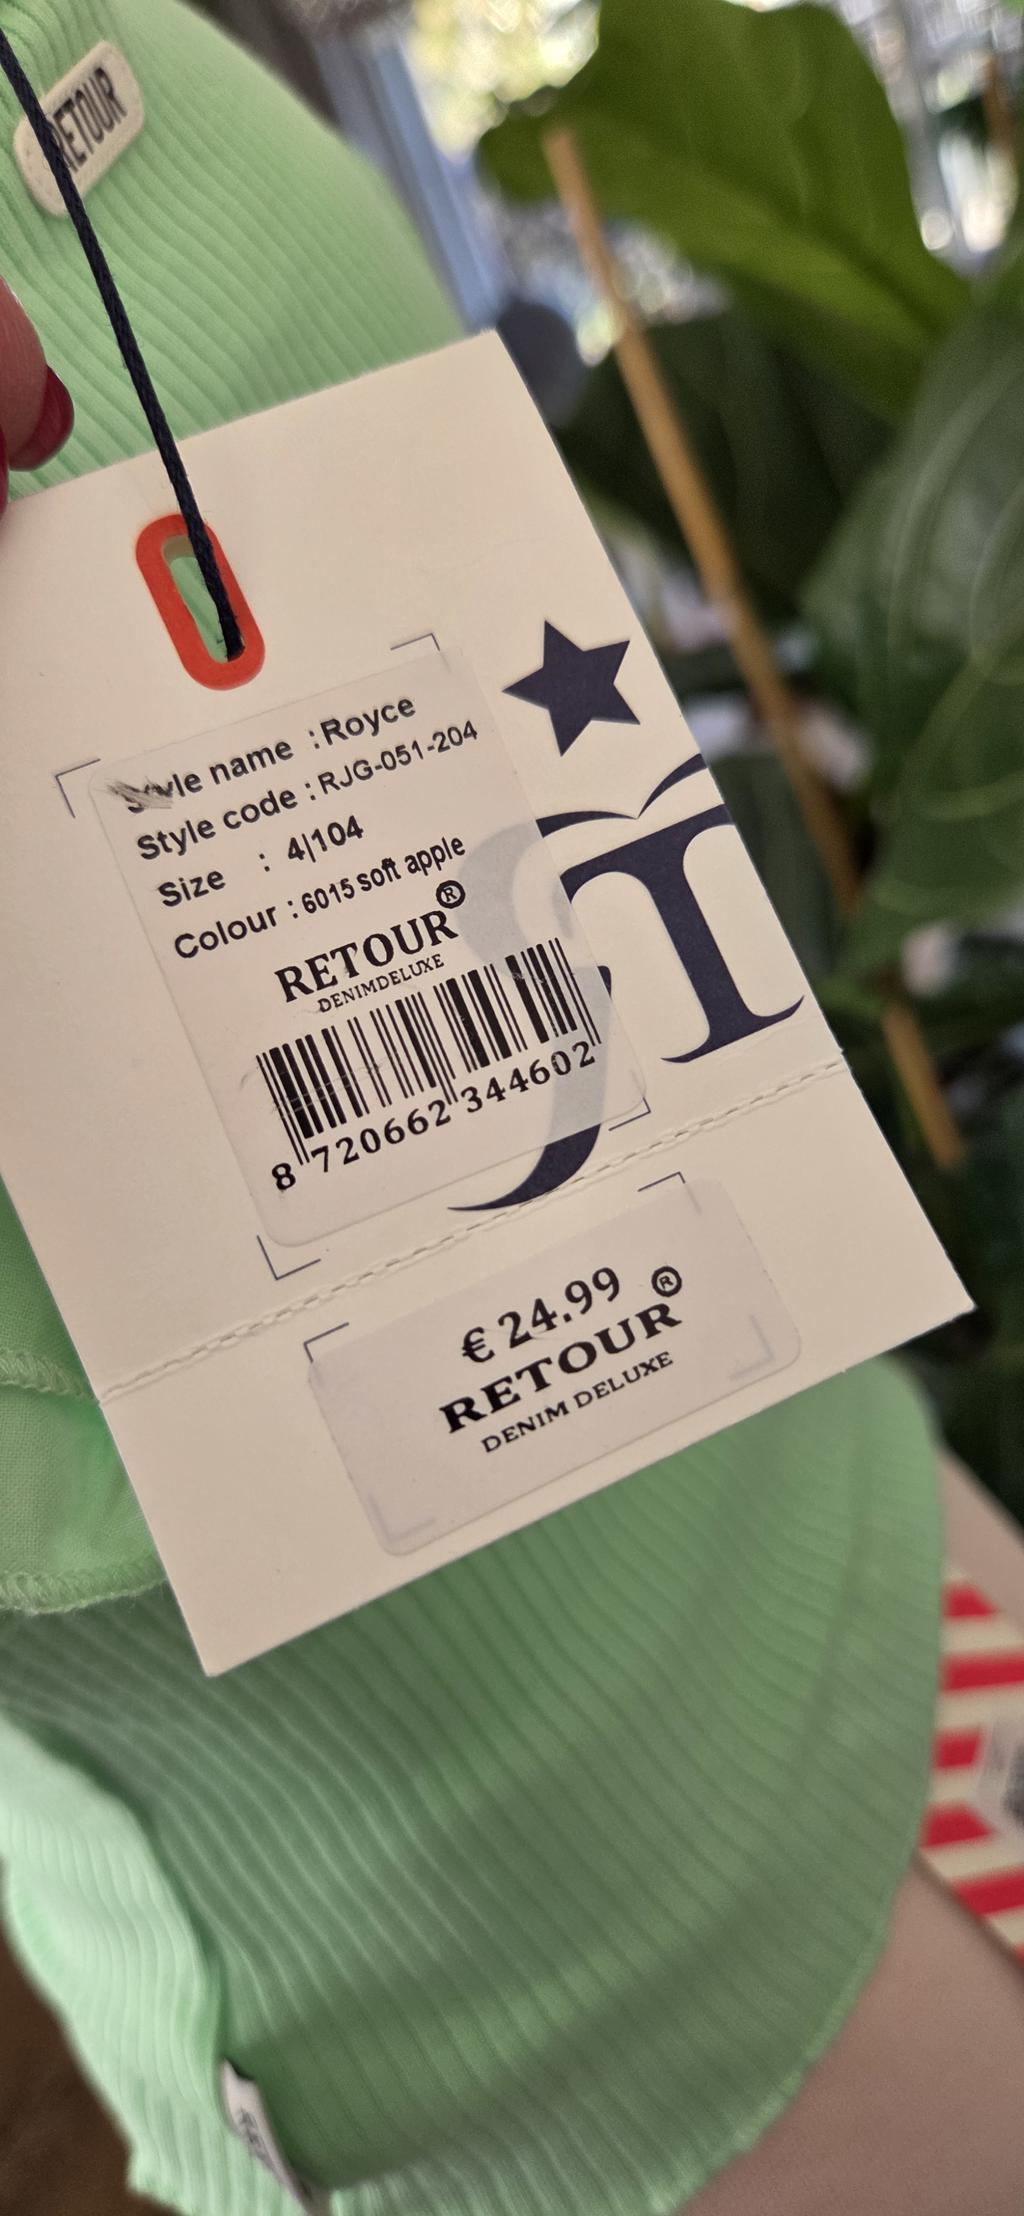 RETOUR
Style name : Royce
Style code : RJG-051-204
Size : 4|104
Colour : 6015 soft apple
RETOUR®
DENIMDELUXE
8 720662 344602
€ 24.99
RETOUR®
DENIM DELUXE